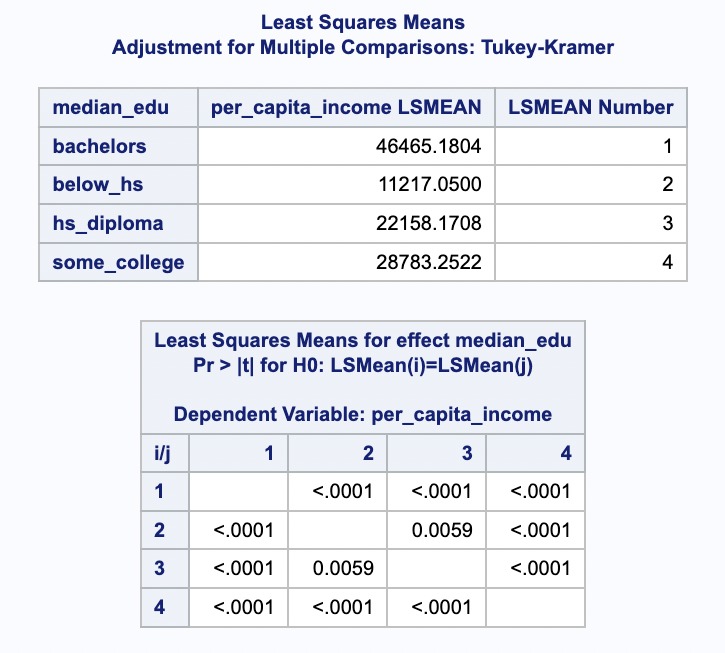 Least Squares Means
Adjustment for Multiple Comparisons: Tukey-Kramer
median_edu per_capita_income LSMEAN LSMEAN Number
bachelors 46465.1804 1
below_hs 11217.0500 2
hs_diploma 22158.1708 3
some_college 28783.2522 4
Least Squares Means for effect median_edu
Pr > |t| for H0: LSMean(i)=LSMean(j)
Dependent Variable: per_capita_income
i/j 1 2 3 4
1 <.0001 <.0001 <.0001
2 <.0001 0.0059 <.0001
3 <.0001 0.0059 <.0001
4 <.0001 <.0001 <.0001